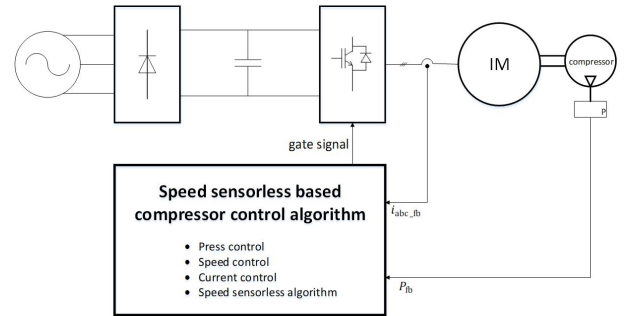 IM
compressor
P
gate signal
Speed sensorless based
compressor control algorithm
i_abc_fb
• Press control
• Speed control
• Current control
• Speed sensorless algorithm
P_fb